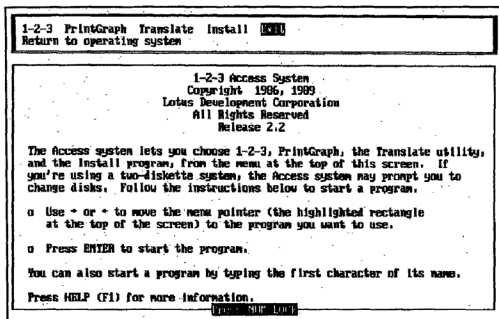 1-2-3 PrintGraph Translate Install Exit
Return to operating system
1-2-3 Access System
Copyright 1986, 1989
Lotus Development Corporation
All Rights Reserved
Release 2.2
The Access system lets you choose 1-2-3, PrintGraph, the Translate utility,
and the Install program, from the menu at the top of this screen. If
you're using a two-diskette system, the Access system may prompt you to
change disks. Follow the instructions below to start a program.
o Use → or ← to move the menu pointer (the highlighted rectangle
at the top of the screen) to the program you want to use.
o Press ENTER to start the program.
You can also start a program by typing the first character of its name.
Press HELP (F1) for more information.
Press NUM LOCK